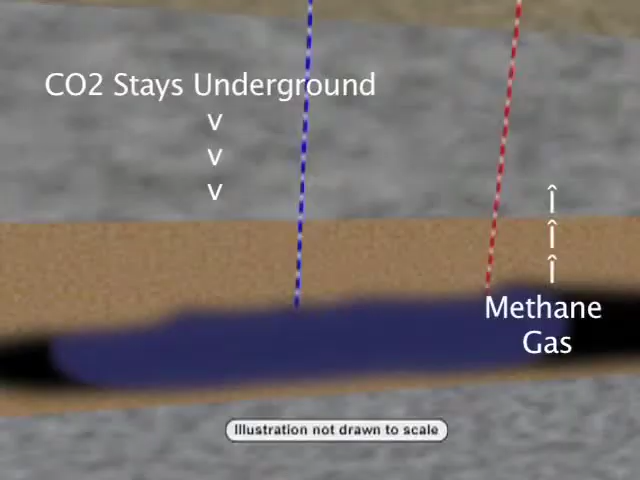 CO2 Stays Underground
v
v
v
Î
Î
Î
Methane
Gas
Illustration not drawn to scale